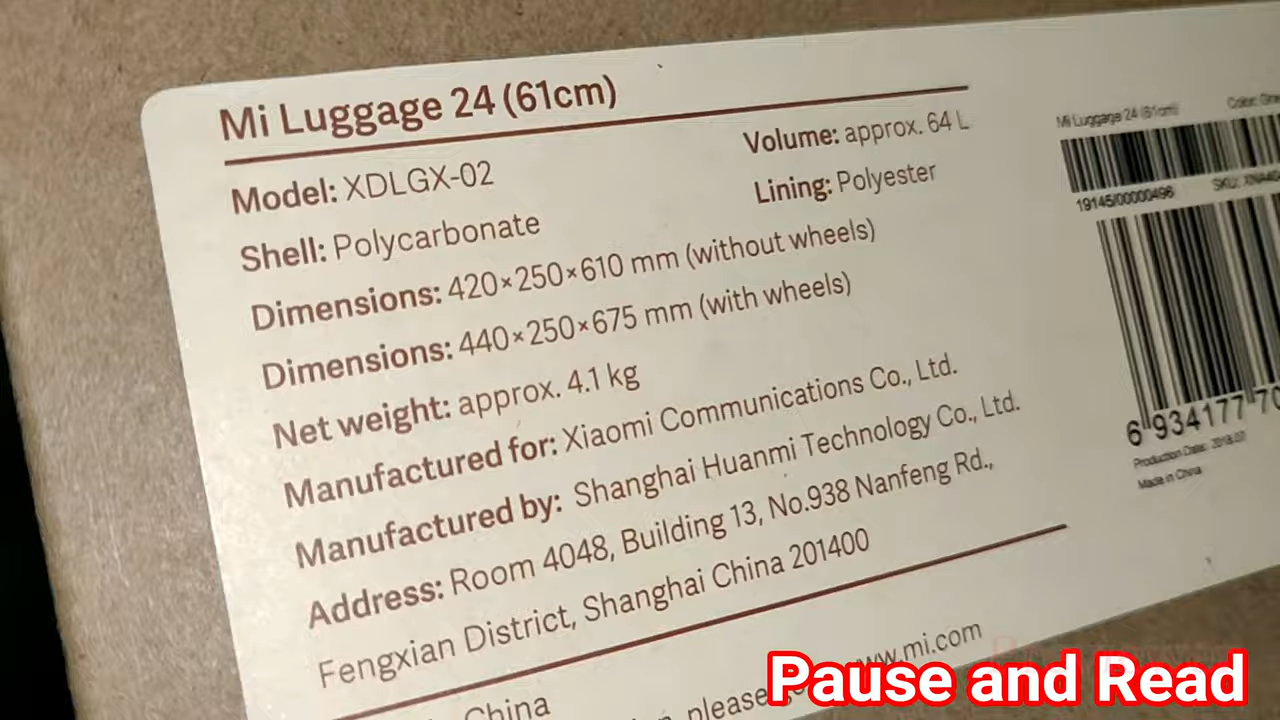 Mi Luggage 24 (61cm)
Model: XDLGX-02
Volume: approx. 64 L
Shell: Polycarbonate
Lining: Polyester
Dimensions: 420×250×610 mm (without wheels)
Dimensions: 440×250×675 mm (with wheels)
Net weight: approx. 4.1 kg
Manufactured for: Xiaomi Communications Co., Ltd.
Manufactured by: Shanghai Huanmi Technology Co., Ltd.
Address: Room 4048, Building 13, No.938 Nanfeng Rd.,
Fengxian District, Shanghai China 201400
China
please
www.mi.com
Mi Luggage 24 (61cm)
Color:
19145/00000496
SKU:
6 934177 70
Production Date: 2018.07
Made in China
Pause and Read